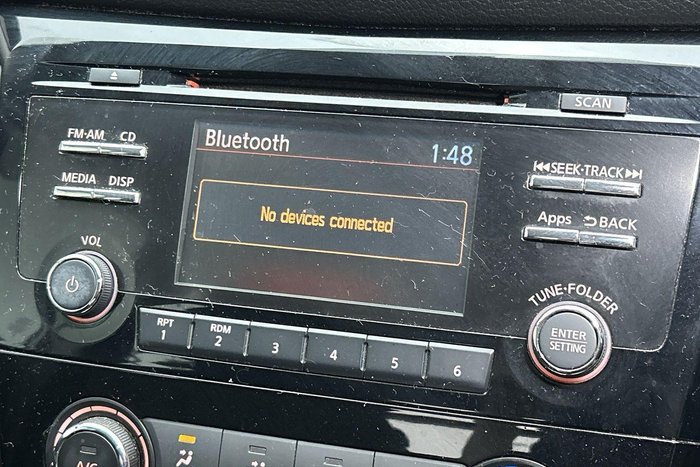 SCAN
FM·AM CD
Bluetooth 1:48
SEEK·TRACK
MEDIA DISP
No devices connected
Apps BACK
VOL
TUNE·FOLDER
ENTER
SETTING
RPT
1
RDM
2
3
4
5
6
A/C